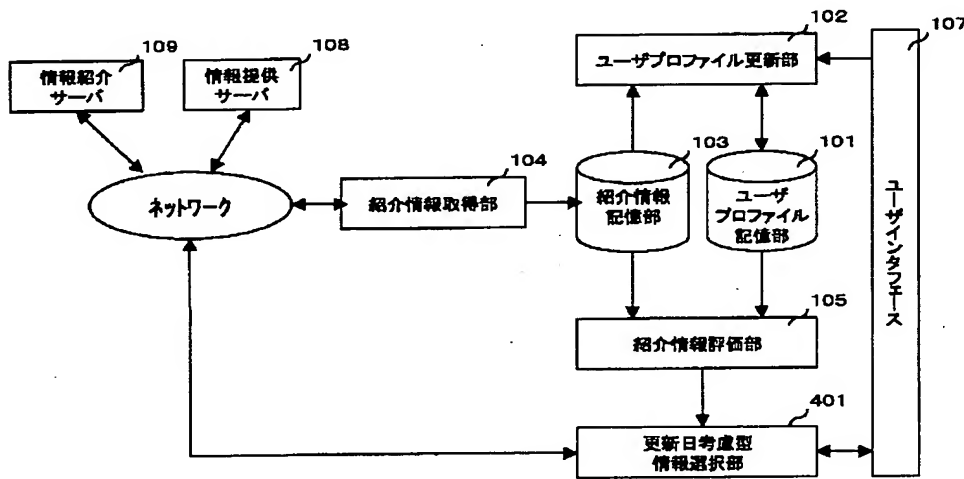 109
情報紹介
サーバ
108
情報提供
サーバ
102
ユーザプロファイル更新部
107
ユーザインタフェース
ネットワーク
104
紹介情報取得部
103
紹介情報
記憶部
101
ユーザ
プロファイル
記憶部
105
紹介情報評価部
401
更新日考慮型
情報選択部